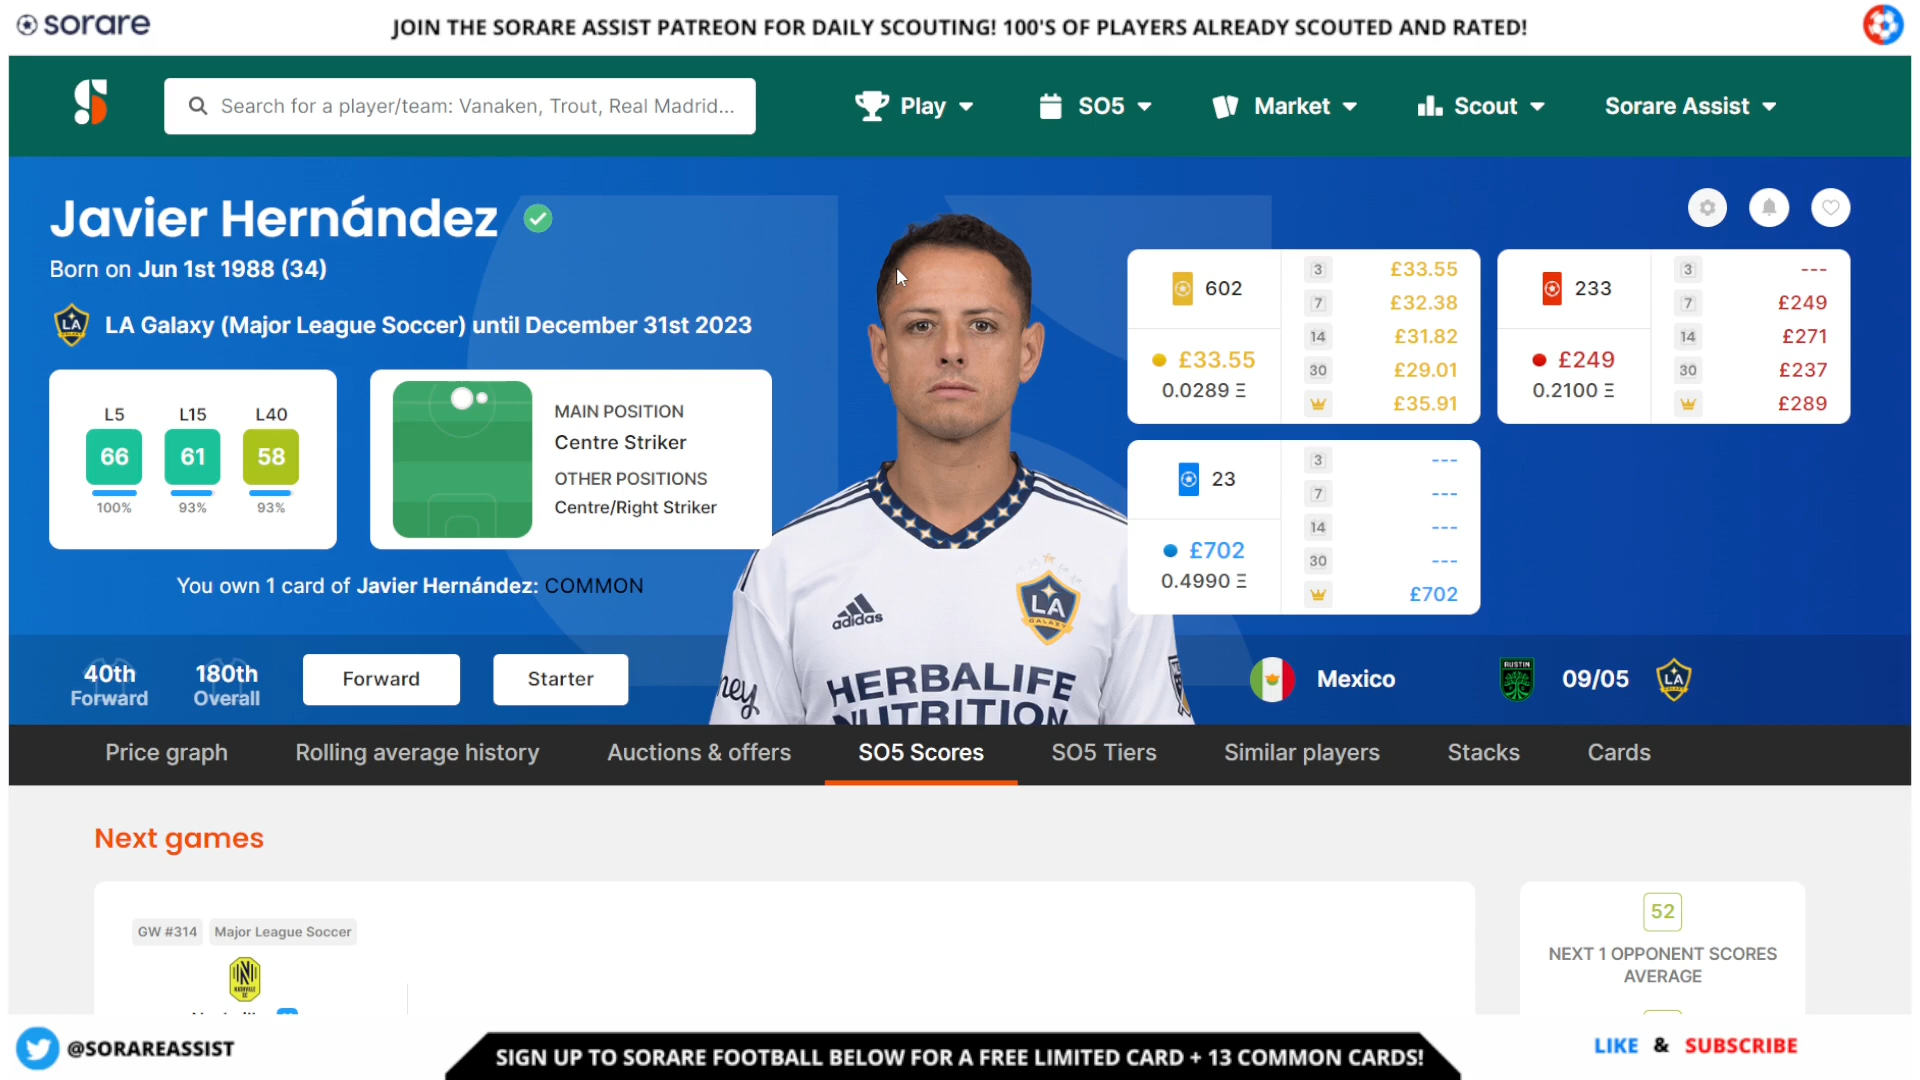 sorare
JOIN THE SORARE ASSIST PATREON FOR DAILY SCOUTING! 100'S OF PLAYERS ALREADY SCOUTED AND RATED!
Search for a player/team: Vanaken, Trout, Real Madrid...
Play
SO5
Market
Scout
Sorare Assist
Javier Hernández
Born on Jun 1st 1988 (34)
LA Galaxy (Major League Soccer) until December 31st 2023
L5 L15 L40
66 61 58
100% 93% 93%
MAIN POSITION
Centre Striker
OTHER POSITIONS
Centre/Right Striker
You own 1 card of Javier Hernández: COMMON
602
£33.55
0.0289 Ξ
3 £33.55
7 £32.38
14 £31.82
30 £29.01
£35.91
233
£249
0.2100 Ξ
3 ---
7 £249
14 £271
30 £237
£289
23
£702
0.4990 Ξ
3 ---
7 ---
14 ---
30 ---
£702
adidas
LA
GALAXY
HERBALIFE
NUTRITION
40th
Forward
180th
Overall
Forward
Starter
Mexico
AUSTIN
09/05
LA
Price graph
Rolling average history
Auctions & offers
SO5 Scores
SO5 Tiers
Similar players
Stacks
Cards
Next games
GW #314
Major League Soccer
52
NEXT 1 OPPONENT SCORES
AVERAGE
@SORAREASSIST
SIGN UP TO SORARE FOOTBALL BELOW FOR A FREE LIMITED CARD + 13 COMMON CARDS!
LIKE & SUBSCRIBE